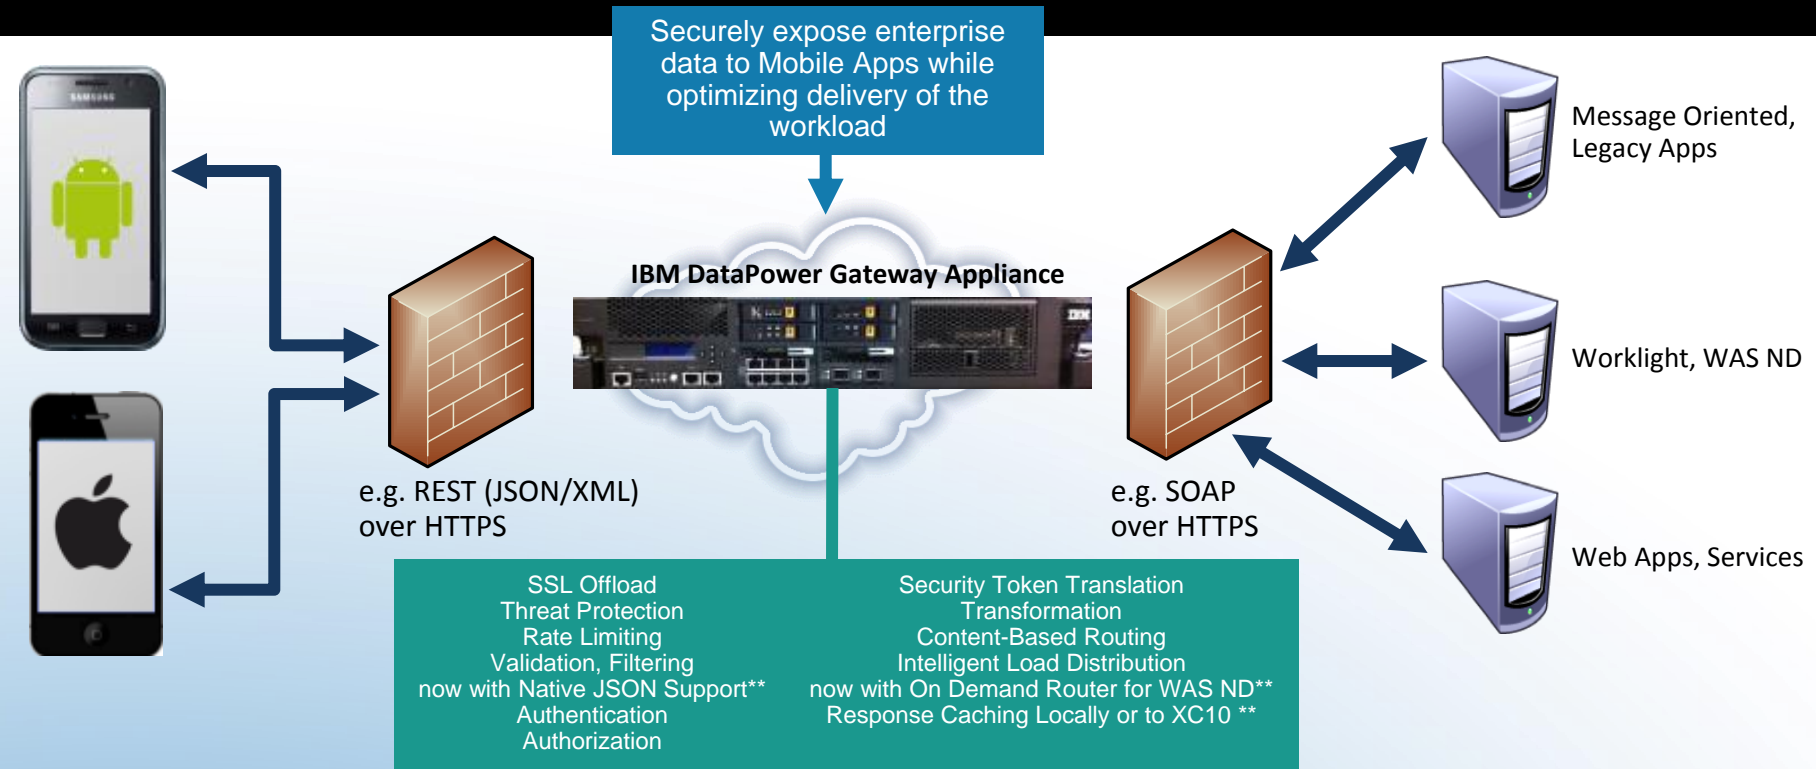 Securely expose enterprise
data to Mobile Apps while
optimizing delivery of the
workload
SAMSUNG
Message Oriented,
Legacy Apps
IBM DataPower Gateway Appliance
IBM
Worklight, WAS ND
e.g. REST (JSON/XML)
over HTTPS
e.g. SOAP
over HTTPS
Web Apps, Services
SSL Offload
Threat Protection
Rate Limiting
Validation, Filtering
now with Native JSON Support**
Authentication
Authorization
Security Token Translation
Transformation
Content-Based Routing
Intelligent Load Distribution
now with On Demand Router for WAS ND**
Response Caching Locally or to XC10 **